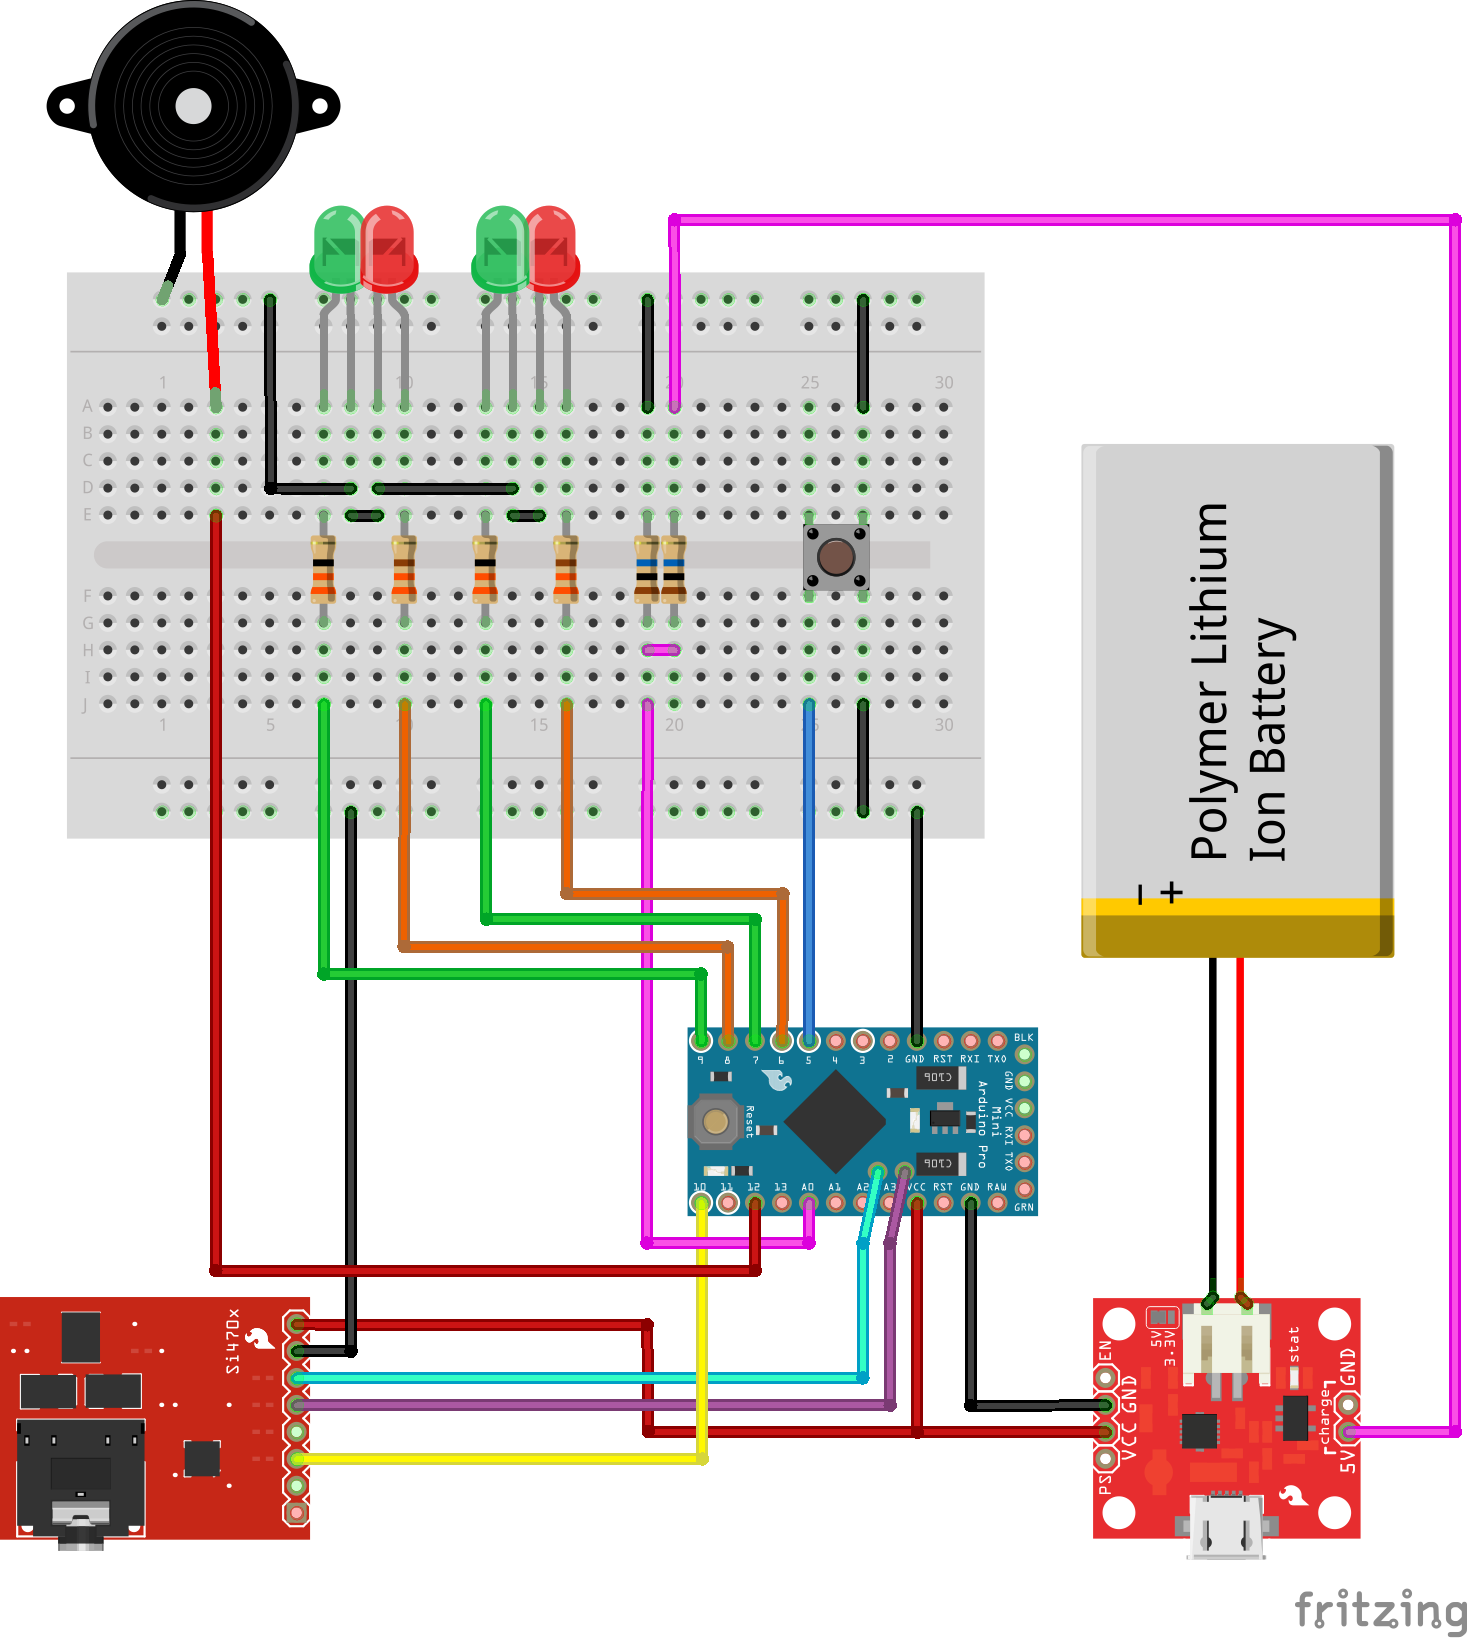 1 5 10 15 20 25 30
A
B
C
D
E
F
G
H
I
J
1 5 10 15 20 25 30
Polymer Lithium
Ion Battery
- +
9 8 7 6 5 4 3 2 GND RST RXI TXO
BLK
GND
VCC
RXI
TXO
GRN
Reset
Arduino Pro
Mini
10 11 12 13 A0 A1 A2 A3 VCC RST GND RAW
Si470x
5V
3.3V
EN
GND
VCC
PS
stat
charge
GND
5V
fritzing